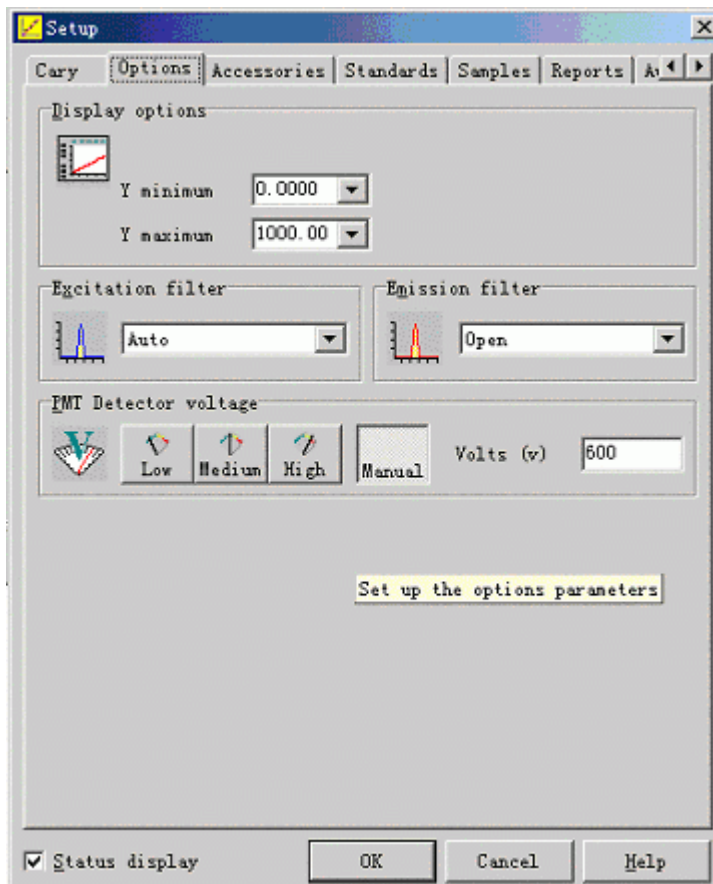 Setup
Cary Options Accessories Standards Samples Reports
Display options
Y minimum 0.0000
Y maximum 1000.00
Excitation filter Emission filter
Auto Open
PMT Detector voltage
Low Medium High Manual Volts (v) 600
Set up the options parameters
Status display OK Cancel Help